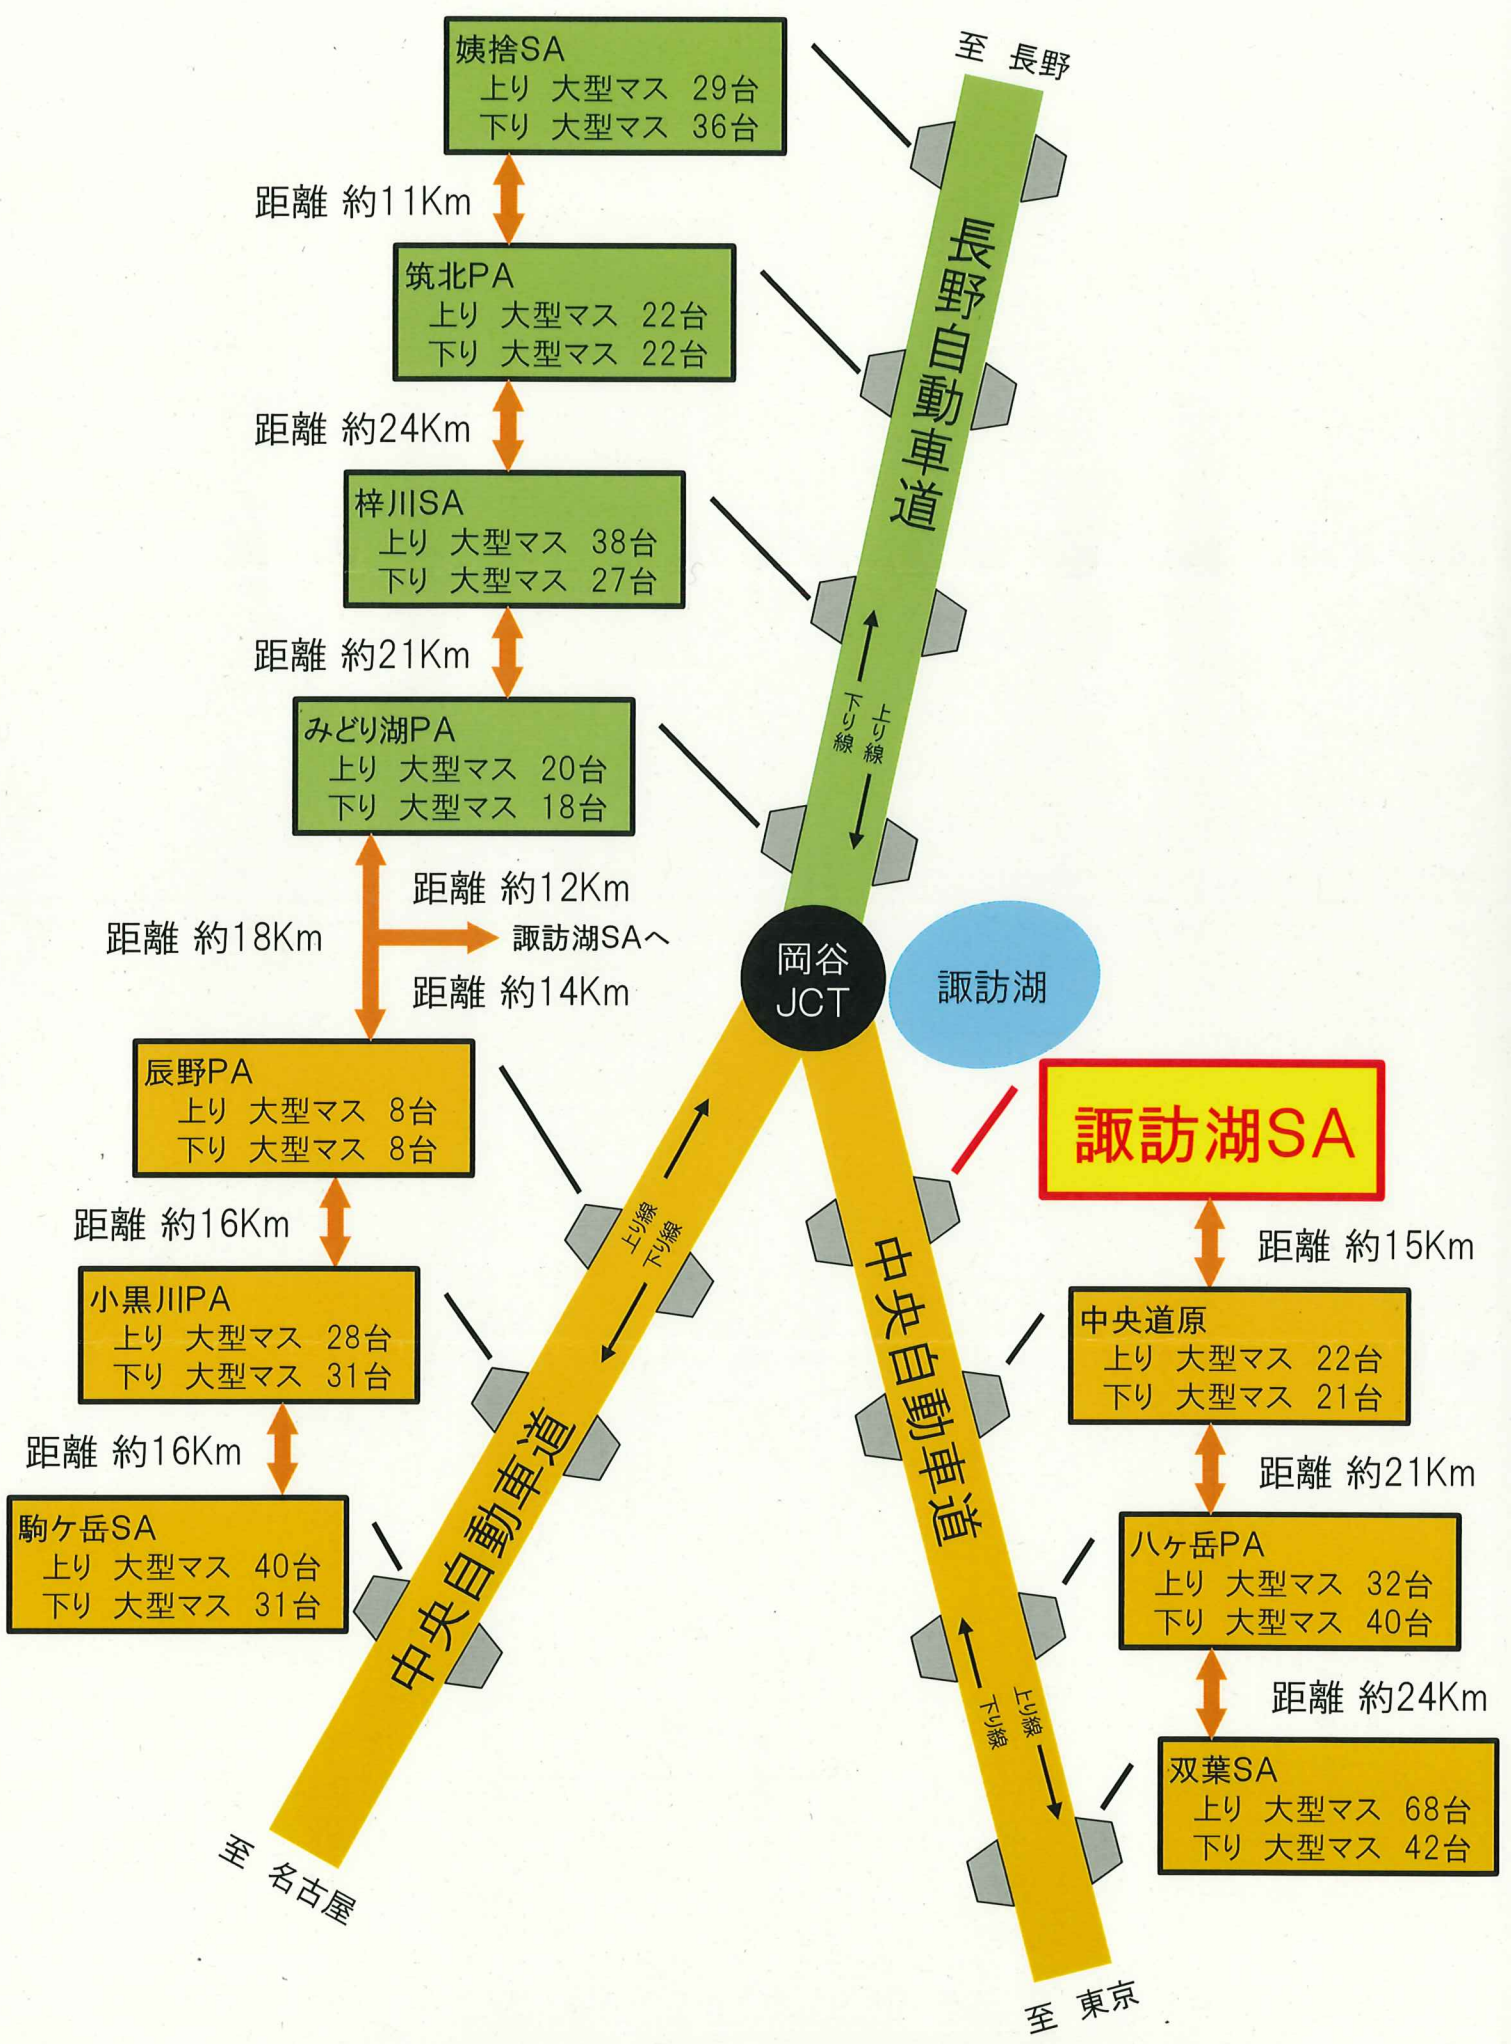 至 長野
姨捨SA
上り 大型マス 29台
下り 大型マス 36台
距離 約11Km
筑北PA
上り 大型マス 22台
下り 大型マス 22台
距離 約24Km
梓川SA
上り 大型マス 38台
下り 大型マス 27台
距離 約21Km
みどり湖PA
上り 大型マス 20台
下り 大型マス 18台
長野自動車道
下り線
上り線
距離 約12Km
距離 約18Km
諏訪湖SAへ
距離 約14Km
岡谷
JCT
諏訪湖
辰野PA
上り 大型マス 8台
下り 大型マス 8台
距離 約16Km
小黒川PA
上り 大型マス 28台
下り 大型マス 31台
距離 約16Km
駒ケ岳SA
上り 大型マス 40台
下り 大型マス 31台
上り線
下り線
中央自動車道
至 名古屋
諏訪湖SA
距離 約15Km
中央道原
上り 大型マス 22台
下り 大型マス 21台
距離 約21Km
八ヶ岳PA
上り 大型マス 32台
下り 大型マス 40台
距離 約24Km
双葉SA
上り 大型マス 68台
下り 大型マス 42台
中央自動車道
下り線
上り線
至 東京